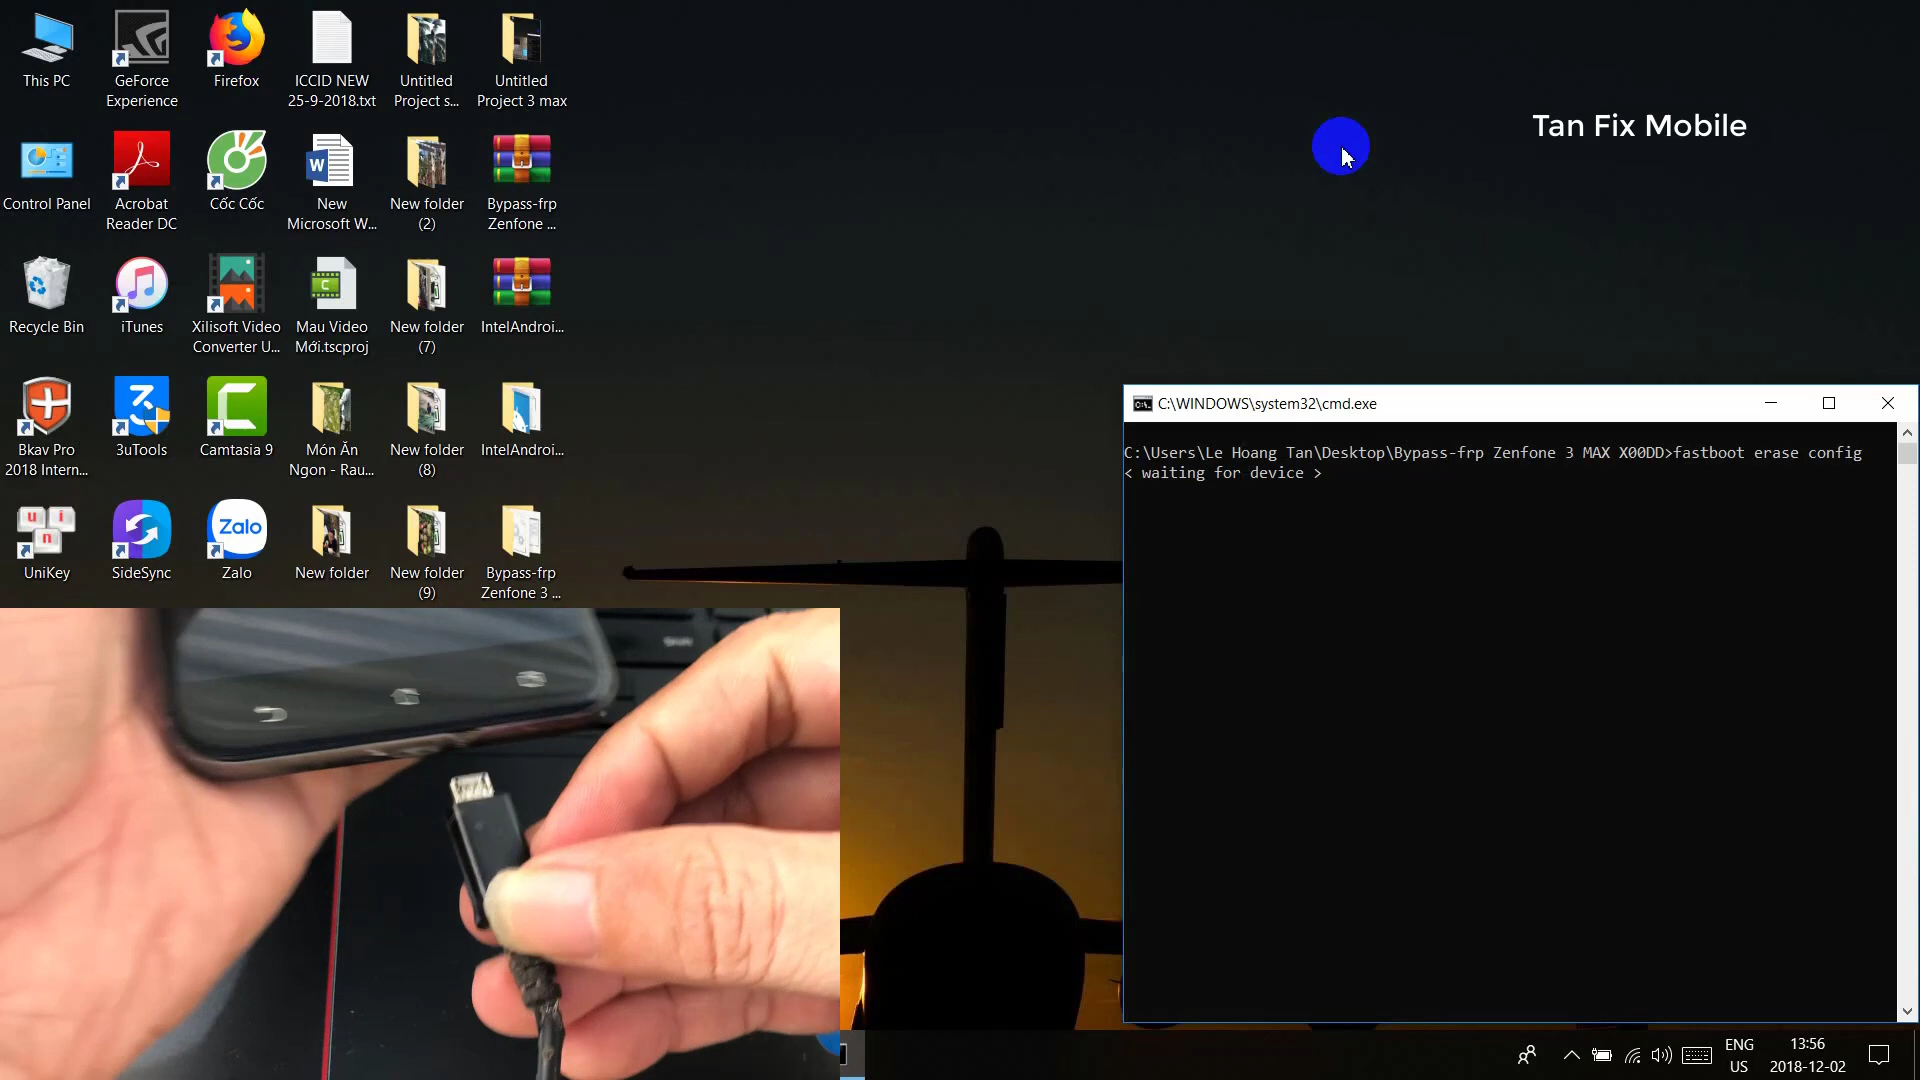 This PC
GeForce
Experience
Firefox
ICCID NEW
25-9-2018.txt
Untitled
Project s...
Untitled
Project 3 max
Tan Fix Mobile
Control Panel
Acrobat
Reader DC
Cốc Cốc
New
Microsoft W...
New folder
(2)
Bypass-frp
Zenfone ...
Recycle Bin
iTunes
Xilisoft Video
Converter U...
Mau Video
Mới.tscproj
New folder
(7)
IntelAndroi...
Bkav Pro
2018 Intern...
3uTools
Camtasia 9
Món Ăn
Ngon - Rau...
New folder
(8)
IntelAndroi...
UniKey
SideSync
Zalo
Zalo
New folder
New folder
(9)
Bypass-frp
Zenfone 3 ...
C:\WINDOWS\system32\cmd.exe
C:\Users\Le Hoang Tan\Desktop\Bypass-frp Zenfone 3 MAX X00DD>fastboot erase config
< waiting for device >
ENG
US
13:56
2018-12-02